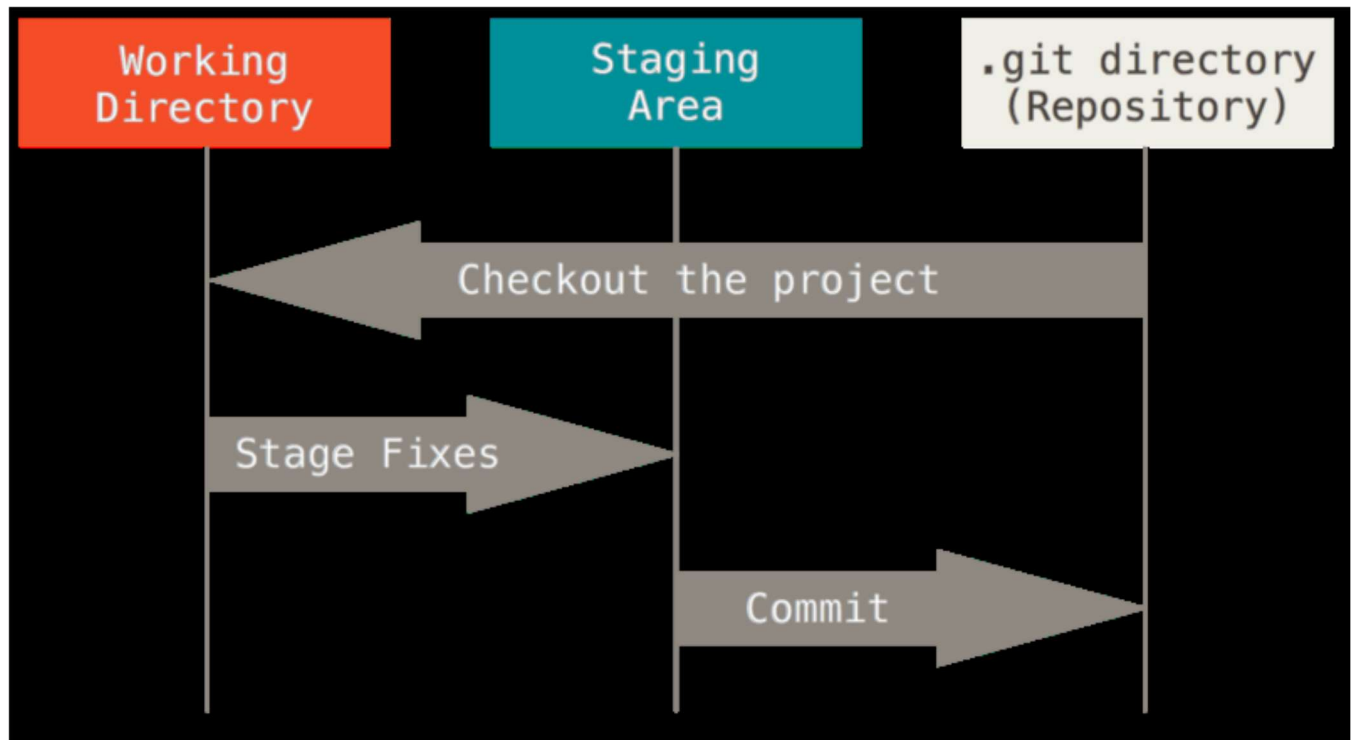 Working
Directory
Staging
Area
.git directory
(Repository)
Checkout the project
Stage Fixes
Commit